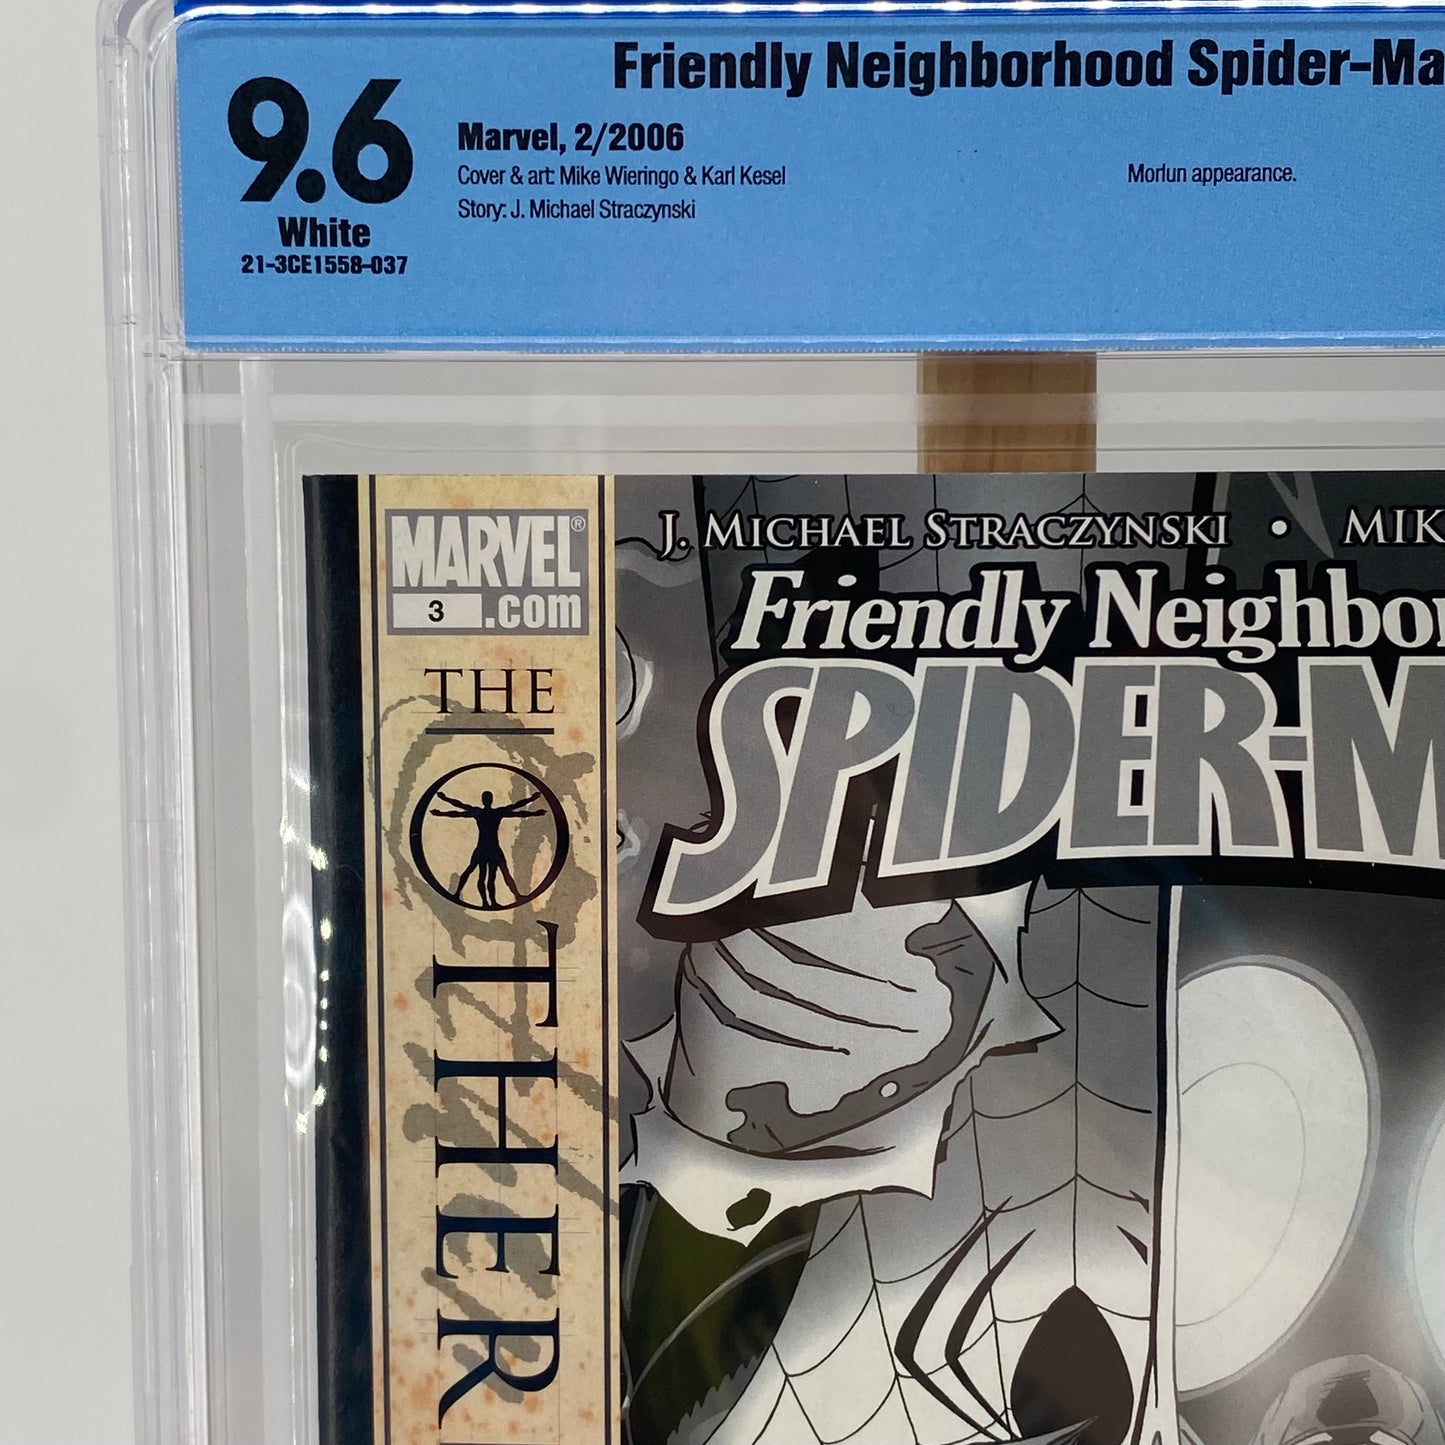 Friendly Neighborhood Spider-Ma
9.6
White
21-3CE1558-037
Marvel, 2/2006
Cover & art: Mike Wieringo & Karl Kesel
Story: J. Michael Straczynski
Morlun appearance.
MARVEL®
3 .com
THE
OTHER
J. MICHAEL STRACZYNSKI • MIK
Friendly Neighbor
SPIDER-M